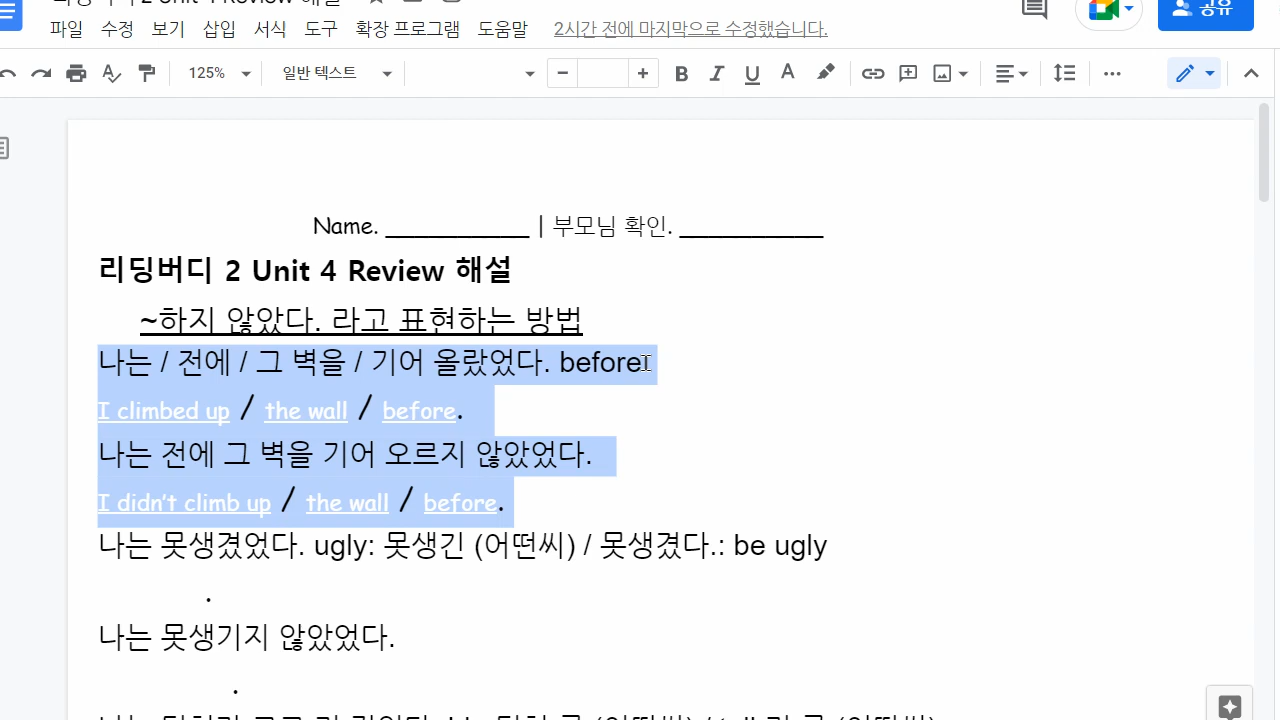 파일 수정 보기 삽입 서식 도구 확장 프로그램 도움말 2시간 전에 마지막으로 수정했습니다.
공유
125% 일반 텍스트 − + B I U A
Name. ___________ | 부모님 확인. ___________
리딩버디 2 Unit 4 Review 해설
~하지 않았다. 라고 표현하는 방법
나는 / 전에 / 그 벽을 / 기어 올랐었다. before
I climbed up / the wall / before.
나는 전에 그 벽을 기어 오르지 않았었다.
I didn't climb up / the wall / before.
나는 못생겼었다. ugly: 못생긴 (어떤씨) / 못생겼다.: be ugly
.
나는 못생기지 않았었다.
.